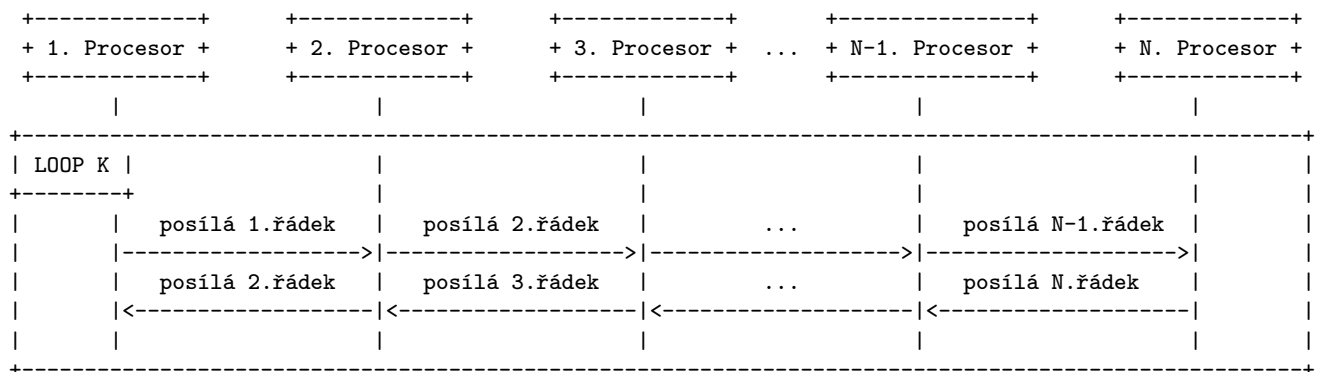 1. Procesor 2. Procesor 3. Procesor ... N-1. Procesor N. Procesor
LOOP K
posílá 1.řádek posílá 2.řádek ... posílá N-1.řádek
posílá 2.řádek posílá 3.řádek ... posílá N.řádek